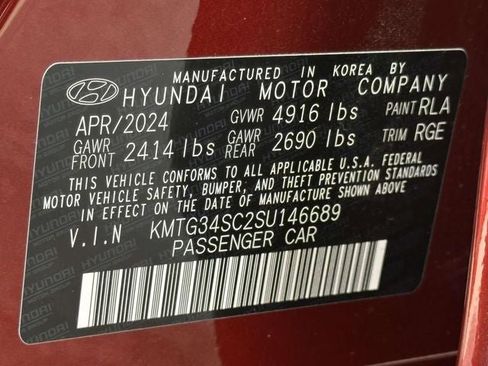 MANUFACTURED IN KOREA BY
HYUNDAI MOTOR COMPANY
APR/2024 GVWR 4916 lbs PAINT RLA
GAWR FRONT 2414 lbs GAWR REAR 2690 lbs TRIM RGE
THIS VEHICLE CONFORMS TO ALL APPLICABLE U.S.A. FEDERAL
MOTOR VEHICLE SAFETY, BUMPER, AND THEFT PREVENTION
STANDARDS IN EFFECT ON THE DATE OF MANUFACTURE SHOWN ABOVE.
V.I.N KMTG34SC2SU146689
PASSENGER CAR